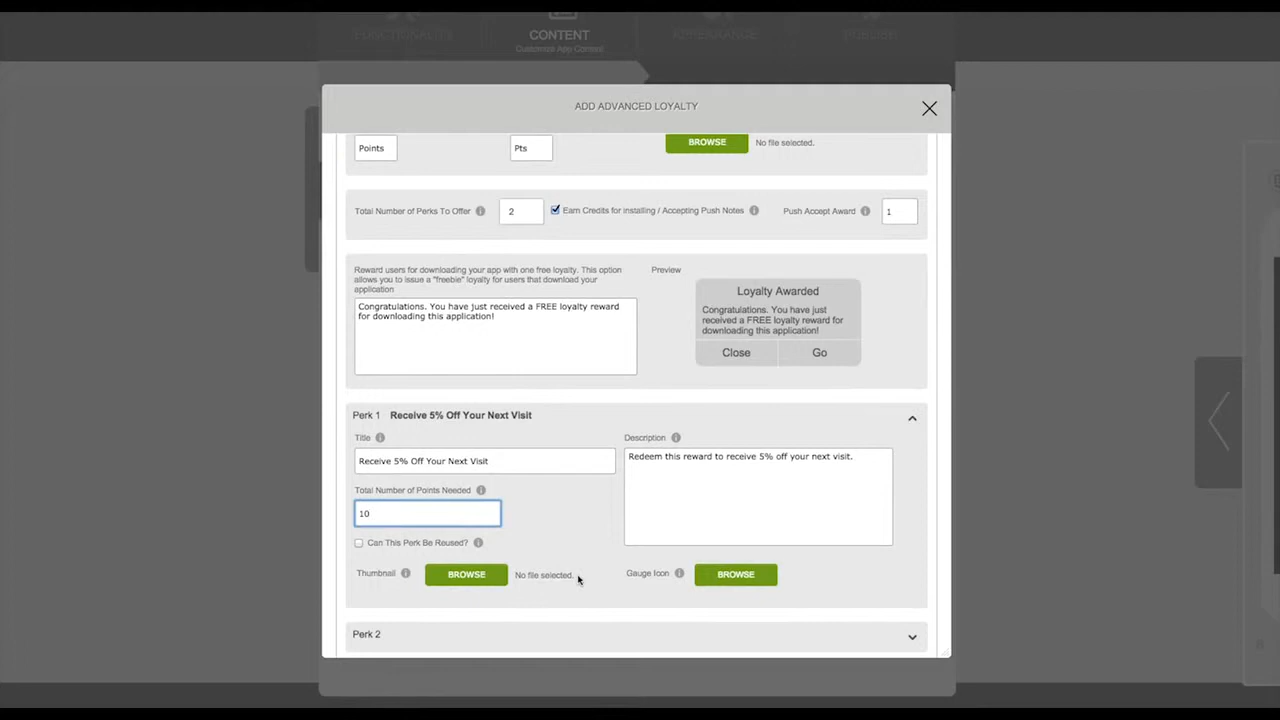 FUNCTIONALITY
CONTENT
Customize App Content
APPEARANCE
PUBLISH
ADD ADVANCED LOYALTY
Points
Pts
BROWSE
No file selected.
Total Number of Perks To Offer
2
Earn Credits for installing / Accepting Push Notes
Push Accept Award
1
Reward users for downloading your app with one free loyalty. This option
allows you to issue a "freebie" loyalty for users that download your
application
Congratulations. You have just received a FREE loyalty reward
for downloading this application!
Preview
Loyalty Awarded
Congratulations. You have just
received a FREE loyalty reward for
downloading this application!
Close
Go
Perk 1 Receive 5% Off Your Next Visit
Title
Receive 5% Off Your Next Visit
Description
Redeem this reward to receive 5% off your next visit.
Total Number of Points Needed
10
Can This Perk Be Reused?
Thumbnail
BROWSE
No file selected.
Gauge Icon
BROWSE
Perk 2